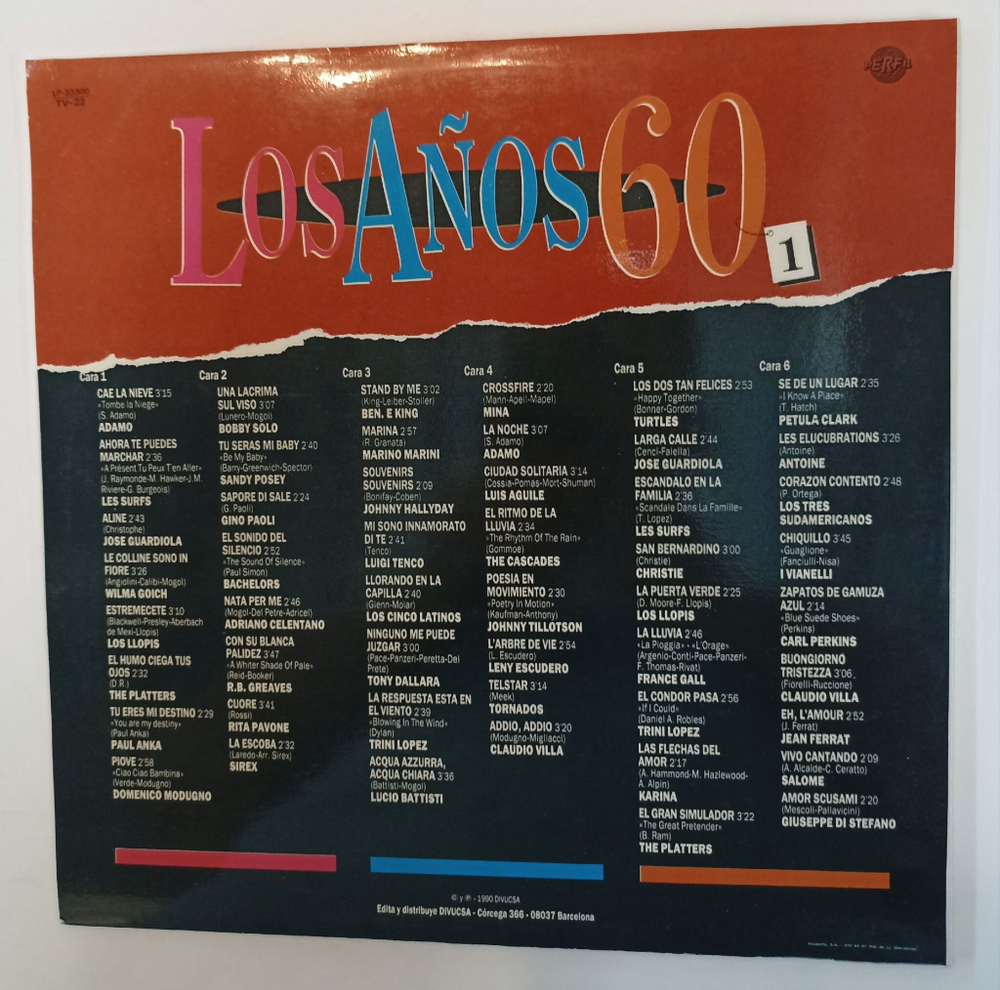 LP-33300
TV-22
PERFIL
LOS AÑOS 60
1
Cara 1
CAE LA NIEVE 3'15
«Tombe la Niege»
(S. Adamo)
ADAMO
AHORA TE PUEDES
MARCHAR 2'36
«A Présent Tu Peux T'en Aller»
(J. Raymonde-M. Hawker-J.M.
Riviere-G. Burgeois)
LES SURFS
ALINE 2'43
(Christophe)
JOSE GUARDIOLA
LE COLLINE SONO IN
FIORE 3'26
(Angiolini-Calibi-Mogol)
WILMA GOICH
ESTREMECETE 3'10
(Blackwell-Presley-Aberbach
de Mexi-Llopis)
LOS LLOPIS
EL HUMO CIEGA TUS
OJOS 2'32
(D.R.)
THE PLATTERS
TU ERES MI DESTINO 2'29
«You are my destiny»
(Paul Anka)
PAUL ANKA
PIOVE 2'58
«Ciao Ciao Bambina»
(Verde-Modugno)
DOMENICO MODUGNO
Cara 2
UNA LACRIMA
SUL VISO 3'07
(Lunero-Mogol)
BOBBY SOLO
TU SERAS MI BABY 2'40
«Be My Baby»
(Barry-Greenwich-Spector)
SANDY POSEY
SAPORE DI SALE 2'24
(G. Paoli)
GINO PAOLI
EL SONIDO DEL
SILENCIO 2'52
«The Sound Of Silence»
(Paul Simon)
BACHELORS
NATA PER ME 2'46
(Mogol-Del Petre-Adricel)
ADRIANO CELENTANO
CON SU BLANCA
PALIDEZ 3'47
«A Whiter Shade Of Pale»
(Reid-Booker)
R.B. GREAVES
CUORE 3'41
(Rossi)
RITA PAVONE
LA ESCOBA 2'32
(Laredo-Arr. Sirex)
SIREX
Cara 3
STAND BY ME 3'02
(King-Leiber-Stoller)
BEN. E KING
MARINA 2'57
(R. Granata)
MARINO MARINI
SOUVENIRS
SOUVENIRS 2'09
(Bonifay-Coben)
JOHNNY HALLYDAY
MI SONO INNAMORATO
DI TE 2'41
(Tenco)
LUIGI TENCO
LLORANDO EN LA
CAPILLA 2'40
(Glenn-Molar)
LOS CINCO LATINOS
NINGUNO ME PUEDE
JUZGAR 3'00
(Pace-Panzeri-Peretta-Del
Prete)
TONY DALLARA
LA RESPUESTA ESTA EN
EL VIENTO 2'39
«Blowing In The Wind»
(Dylan)
TRINI LOPEZ
ACQUA AZZURRA,
ACQUA CHIARA 3'36
(Battisti-Mogol)
LUCIO BATTISTI
Cara 4
CROSSFIRE 2'20
(Mann-Apell-Mapel)
MINA
LA NOCHE 3'07
(S. Adamo)
ADAMO
CIUDAD SOLITARIA 3'14
(Cossia-Pomas-Mort-Shuman)
LUIS AGUILE
EL RITMO DE LA
LLUVIA 2'34
«The Rhythm Of The Rain»
(Gommoe)
THE CASCADES
POESIA EN
MOVIMIENTO 2'30
«Poetry In Motion»
(Kaufman-Anthony)
JOHNNY TILLOTSON
L'ARBRE DE VIE 2'54
(L. Escudero)
LENY ESCUDERO
TELSTAR 3'14
(Meek)
TORNADOS
ADDIO, ADDIO 3'20
(Modugno-Migliacci)
CLAUDIO VILLA
Cara 5
LOS DOS TAN FELICES 2'53
«Happy Together»
(Bonner-Gordon)
TURTLES
LARGA CALLE 2'44
(Cenci-Faiella)
JOSE GUARDIOLA
ESCANDALO EN LA
FAMILIA 2'36
«Scandale Dans La Famille»
(T. Lopez)
LES SURFS
SAN BERNARDINO 3'00
(Christie)
CHRISTIE
LA PUERTA VERDE 2'25
(D. Moore-F. Llopis)
LOS LLOPIS
LA LLUVIA 2'46
«La Pioggia» - «L'Orage»
(Argenio-Conti-Pace-Panzeri-
F. Thomas-Rivat)
FRANCE GALL
EL CONDOR PASA 2'56
«If I Could»
(Daniel A. Robles)
TRINI LOPEZ
LAS FLECHAS DEL
AMOR 2'17
(A. Hammond-M. Hazlewood-
A. Alpin)
KARINA
EL GRAN SIMULADOR 3'22
«The Great Pretender»
(B. Ram)
THE PLATTERS
Cara 6
SE DE UN LUGAR 2'35
«I Know A Place»
(T. Hatch)
PETULA CLARK
LES ELUCUBRATIONS 3'26
(Antoine)
ANTOINE
CORAZON CONTENTO 2'48
(P. Ortega)
LOS TRES
SUDAMERICANOS
CHIQUILLO 3'45
«Guaglione»
(Fanciulli-Nisa)
I VIANELLI
ZAPATOS DE GAMUZA
AZUL 2'14
«Blue Suede Shoes»
(Perkins)
CARL PERKINS
BUONGIORNO
TRISTEZZA 3'06
(Fiorelli-Ruccione)
CLAUDIO VILLA
EH, L'AMOUR 2'52
(J. Ferrat)
JEAN FERRAT
VIVO CANTANDO 2'09
(A. Alcalde-C. Ceratto)
SALOME
AMOR SCUSAMI 2'20
(Mescoli-Pallavicini)
GIUSEPPE DI STEFANO
© y ℗ - 1990 DIVUCSA
Edita y distribuye DIVUCSA - Córcega 366 - 08037 Barcelona